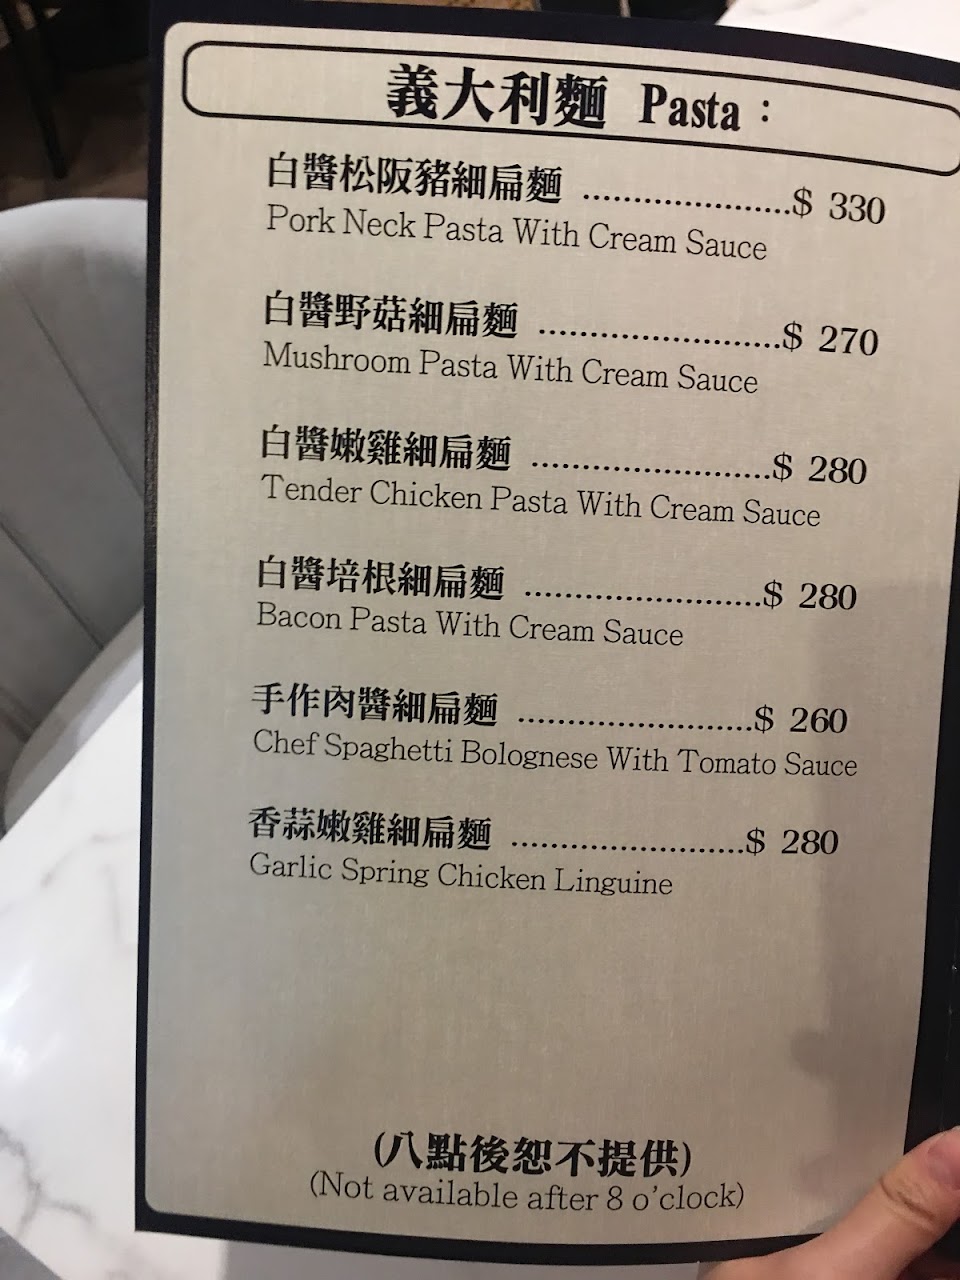 義大利麵 Pasta：
白醬松阪豬細扁麵 .....................$ 330
Pork Neck Pasta With Cream Sauce
白醬野菇細扁麵 ........................$ 270
Mushroom Pasta With Cream Sauce
白醬嫩雞細扁麵 ........................$ 280
Tender Chicken Pasta With Cream Sauce
白醬培根細扁麵 ........................$ 280
Bacon Pasta With Cream Sauce
手作肉醬細扁麵 ........................$ 260
Chef Spaghetti Bolognese With Tomato Sauce
香蒜嫩雞細扁麵 ........................$ 280
Garlic Spring Chicken Linguine
(八點後恕不提供)
(Not available after 8 o'clock)